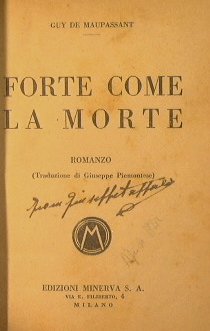 GUY DE MAUPASSANT
FORTE COME
LA MORTE
ROMANZO
(Traduzione di Giuseppe Piemontese)
M
EDIZIONI MINERVA S. A.
VIA E. FILIBERTO, 4
MILANO